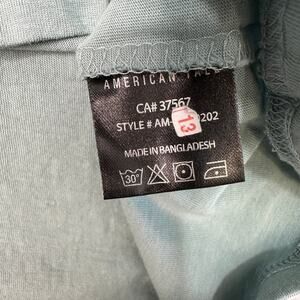 AMERICAN
CA# 37567
STYLE # AM- 202
13
MADE IN BANGLADESH
30°